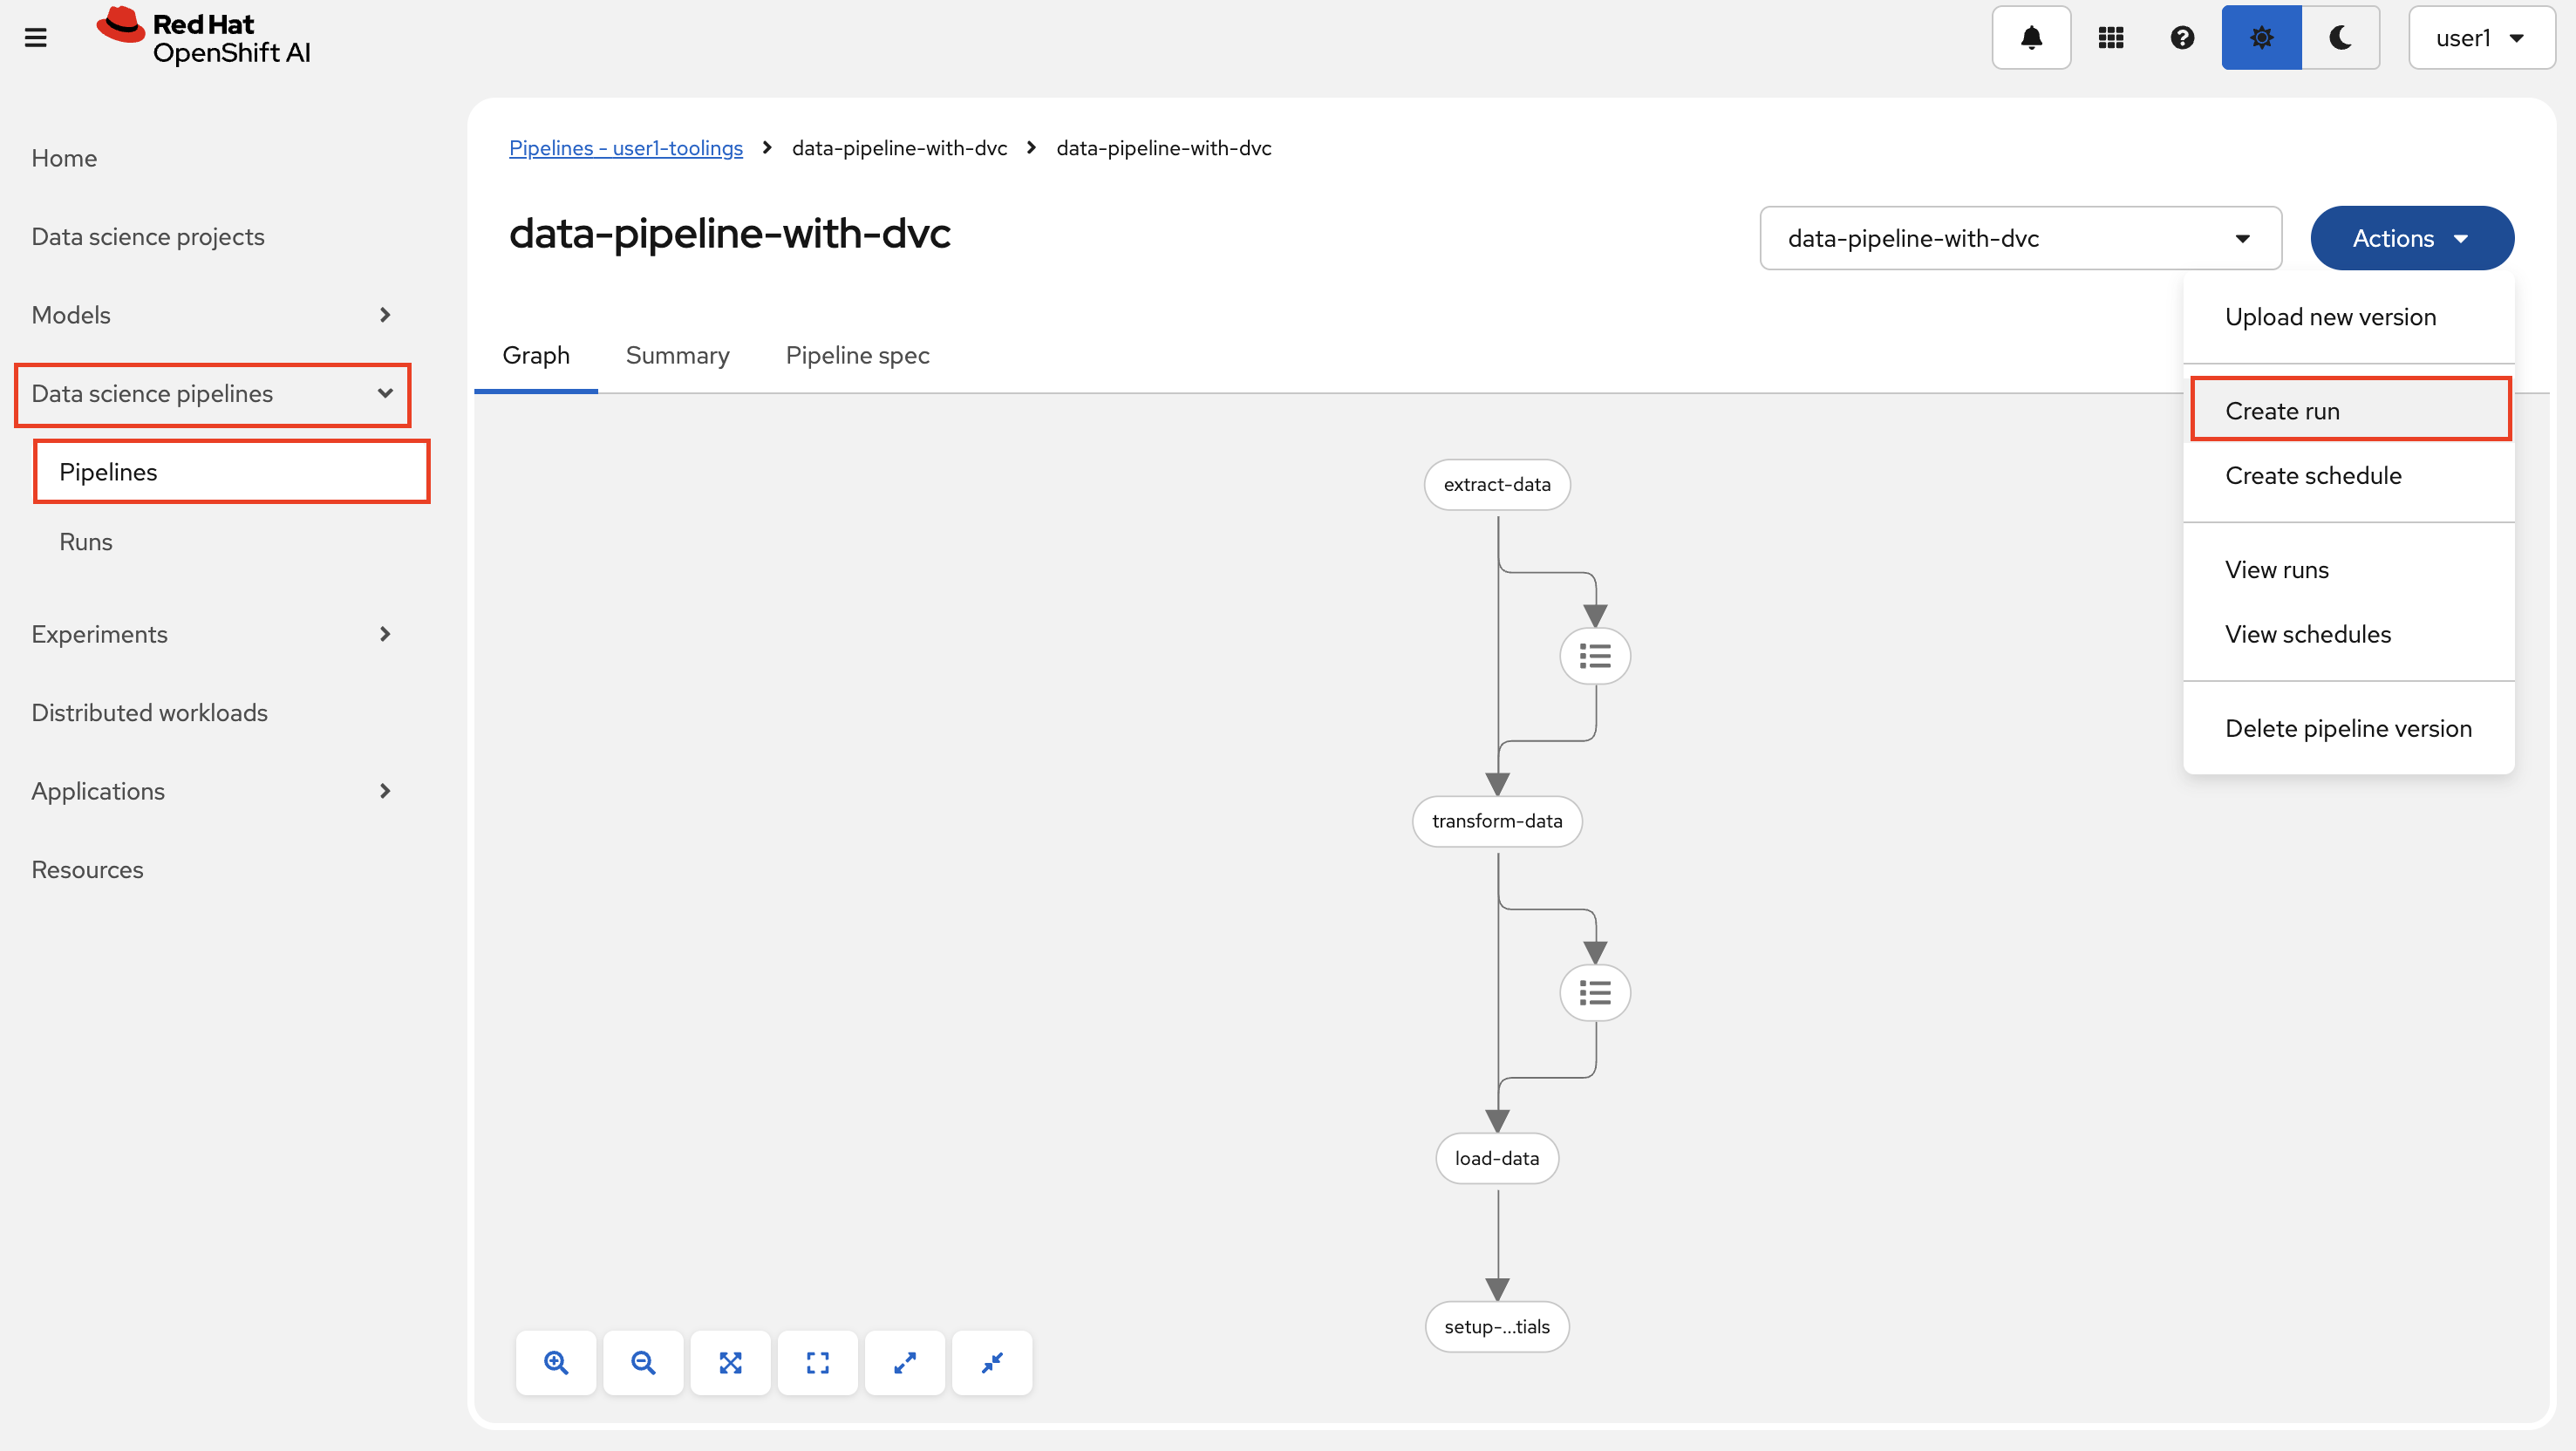 Red Hat
OpenShift AI
user1
Home
Data science projects
Models
Data science pipelines
Pipelines
Runs
Experiments
Distributed workloads
Applications
Resources
Pipelines - user1-toolings
data-pipeline-with-dvc
data-pipeline-with-dvc
data-pipeline-with-dvc
data-pipeline-with-dvc
Actions
Upload new version
Create run
Create schedule
View runs
View schedules
Delete pipeline version
Graph
Summary
Pipeline spec
extract-data
transform-data
load-data
setup-...tials